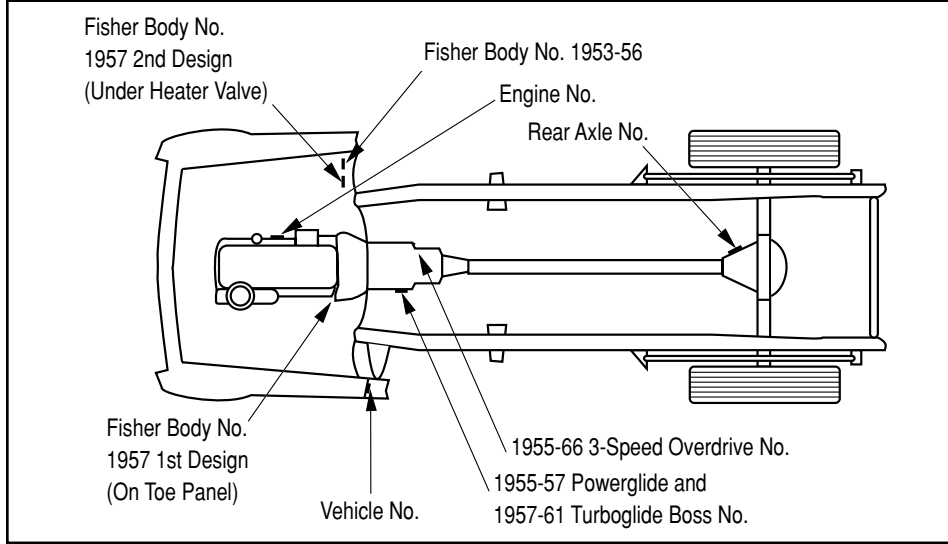 Fisher Body No.
1957 2nd Design
(Under Heater Valve)
Fisher Body No. 1953-56
Engine No.
Rear Axle No.
Fisher Body No.
1957 1st Design
(On Toe Panel)
Vehicle No.
1955-66 3-Speed Overdrive No.
1955-57 Powerglide and
1957-61 Turboglide Boss No.